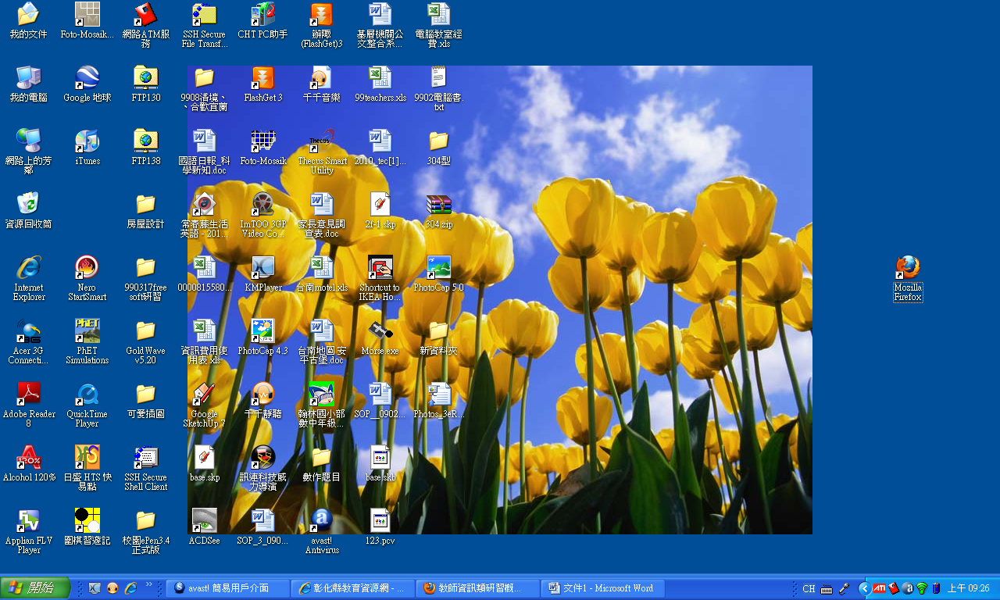 我的文件
Foto-Mosaik...
網路ATM服
務
SSH Secure
File Transf...
CHT PC助手
辦啦
(FlashGet)3
基層機關公
文整合系...
電腦教室經
費.xls
我的電腦
Google 地球
FTP130
9908清境、
、合歡宜蘭
FlashGet 3
千千音樂
99teachers.xls
9902電腦書.
txt
網路上的芳
鄰
iTunes
FTP138
國語日報_科
學新知.doc
Foto-Mosaik
Thecus Smart
Utility
2010_tec[1]...
304型
資源回收筒
房屋設計
常春藤生活
英語 - 201...
ImTOO 3GP
Video Co...
家長意見調
查表.doc
2f-1.skp
304.zip
Internet
Explorer
Nero
StartSmart
990317free
soft研習
0000815580...
KMPlayer
台南motel.xls
Shortcut to
IKEA Ho...
PhotoCap 5.0
Mozilla
Firefox
Acer 3G
Connecti...
PhET
Simulations
Gold Wave
v5.20
資訊費用使
用表.xls
PhotoCap 4.3
台南地圖安
平古堡.doc
Morse.exe
新資料夾
Adobe Reader
8
QuickTime
Player
可愛插圖
Google
SketchUp 7
千千靜聽
翰林國小部
數中年級...
SOP__0902...
Photos_3eR...
Alcohol 120%
日盛 HTS 快
易點
SSH Secure
Shell Client
base.skp
訊連科技威
力導演
數作題目
base.skb
Applian FLV
Player
圍棋習遊記
校園ePen3.4
正式版
ACDSee
SOP_3_090...
avast!
Antivirus
123.pcv
開始
avast! 簡易用戶介面
彰化縣教育資源網 - ...
教師資訊類研習概...
文件1 - Microsoft Word
CH
上午 09:26